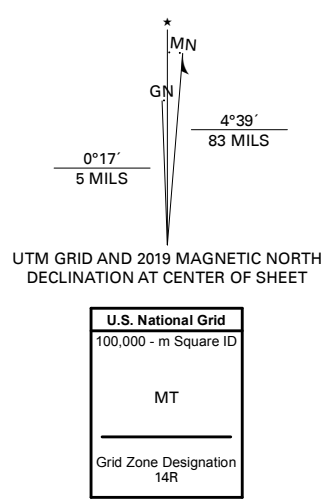 ★
MN
GN
4°39´
83 MILS
0°17´
5 MILS
UTM GRID AND 2019 MAGNETIC NORTH
DECLINATION AT CENTER OF SHEET
U.S. National Grid
100,000 - m Square ID
MT
Grid Zone Designation
14R